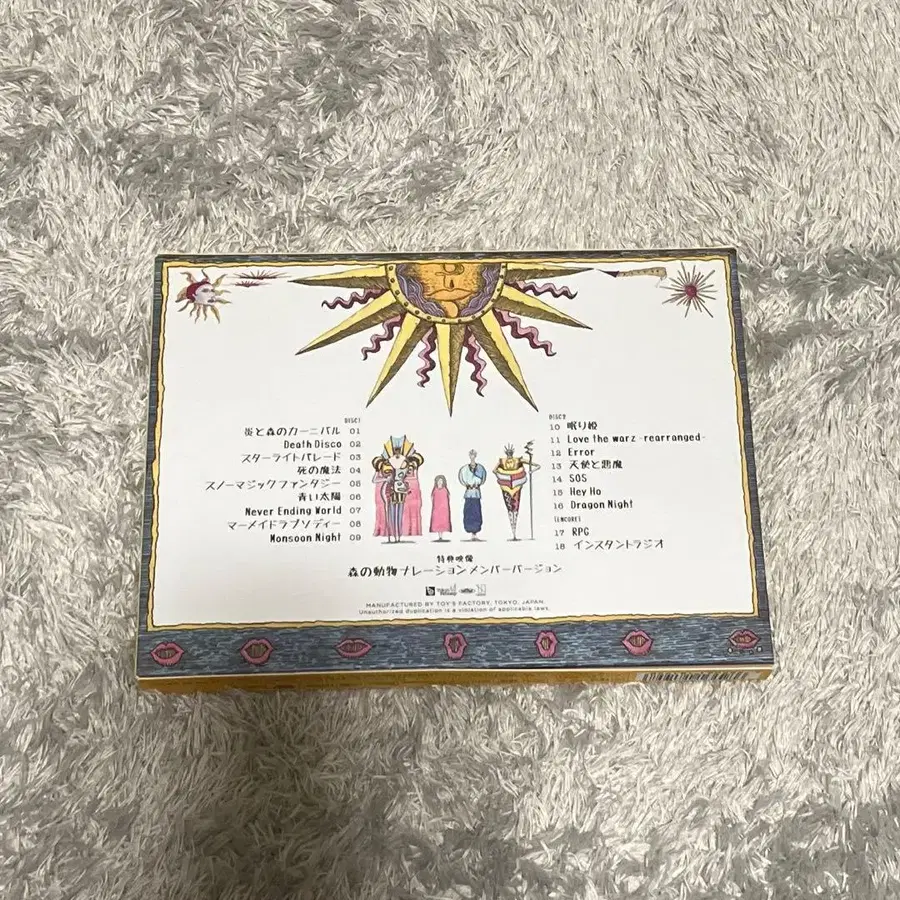 DISC1
炎と森のカーニバル 01
Death Disco 02
スターライトパレード 03
死の魔法 04
スノーマジックファンタジー 05
青い太陽 06
Never Ending World 07
マーメイドラプソディー 08
Monsoon Night 09
DISC2
10 眠り姫
11 Love the warz -rearranged-
12 Error
13 天使と悪魔
14 SOS
15 Hey Ho
16 Dragon Night
[ENCORE]
17 RPG
18 インスタントラジオ
特典映像
森の動物ナレーションメンバーバージョン
MANUFACTURED BY TOY'S FACTORY, TOKYO, JAPAN.
Unauthorized duplication is a violation of applicable laws.